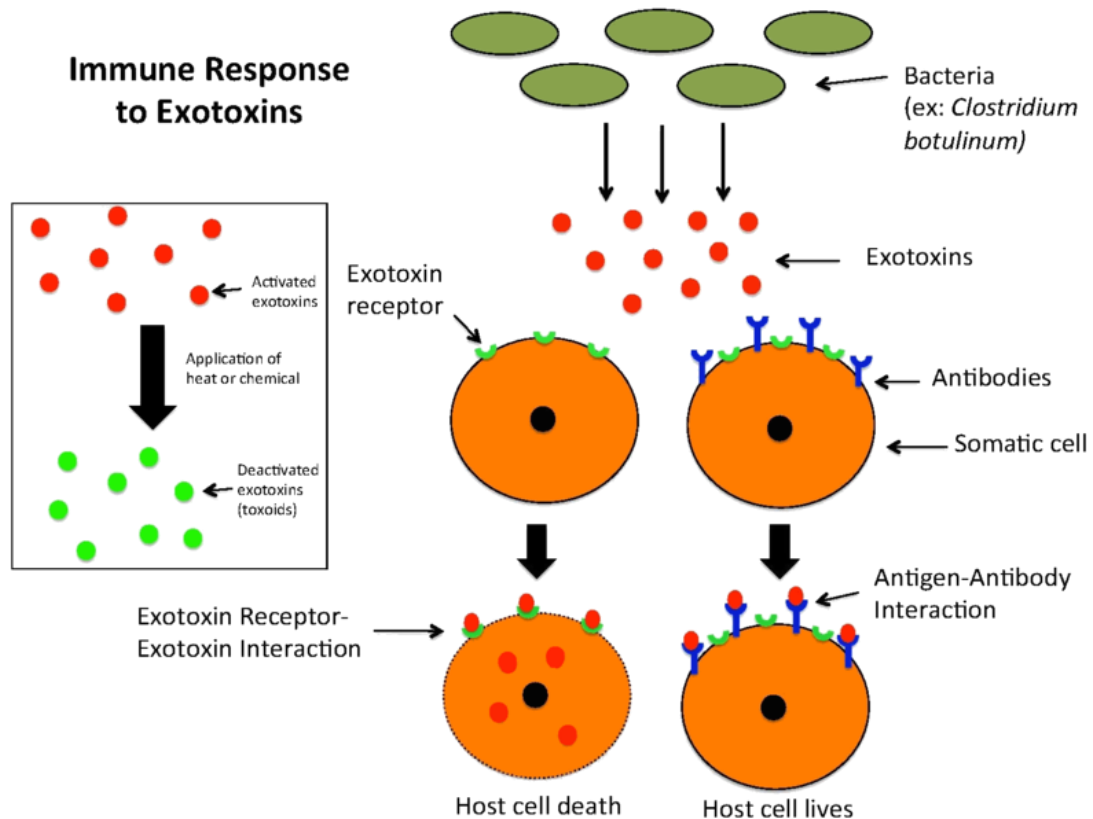 Immune Response
to Exotoxins
Bacteria
(ex: Clostridium
botulinum)
Activated
exotoxins
Application of
heat or chemical
Deactivated
exotoxins
(toxoids)
Exotoxins
Exotoxin
receptor
Antibodies
Somatic cell
Exotoxin Receptor-
Exotoxin Interaction
Antigen-Antibody
Interaction
Host cell death
Host cell lives